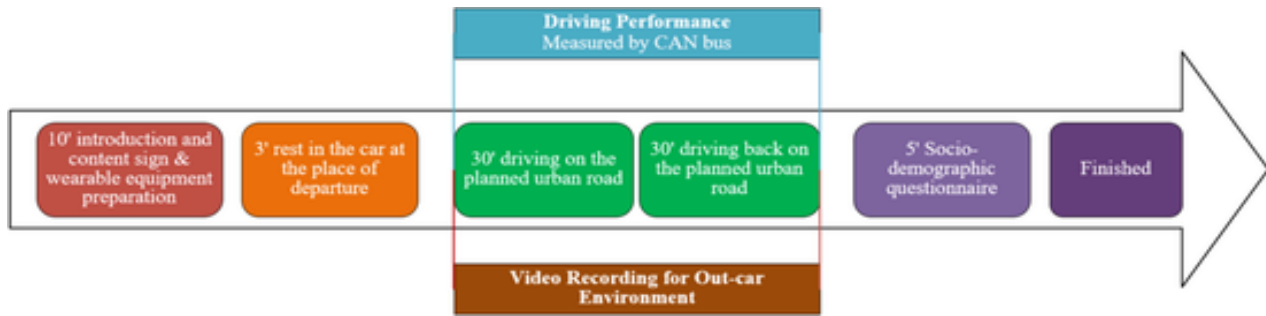 Driving Performance
Measured by CAN bus
10' introduction and
content sign &
wearable equipment
preparation
3' rest in the car at
the place of
departure
30' driving on the
planned urban road
30' driving back on
the planned urban
road
5' Socio-
demographic
questionnaire
Finished
Video Recording for Out-car
Environment